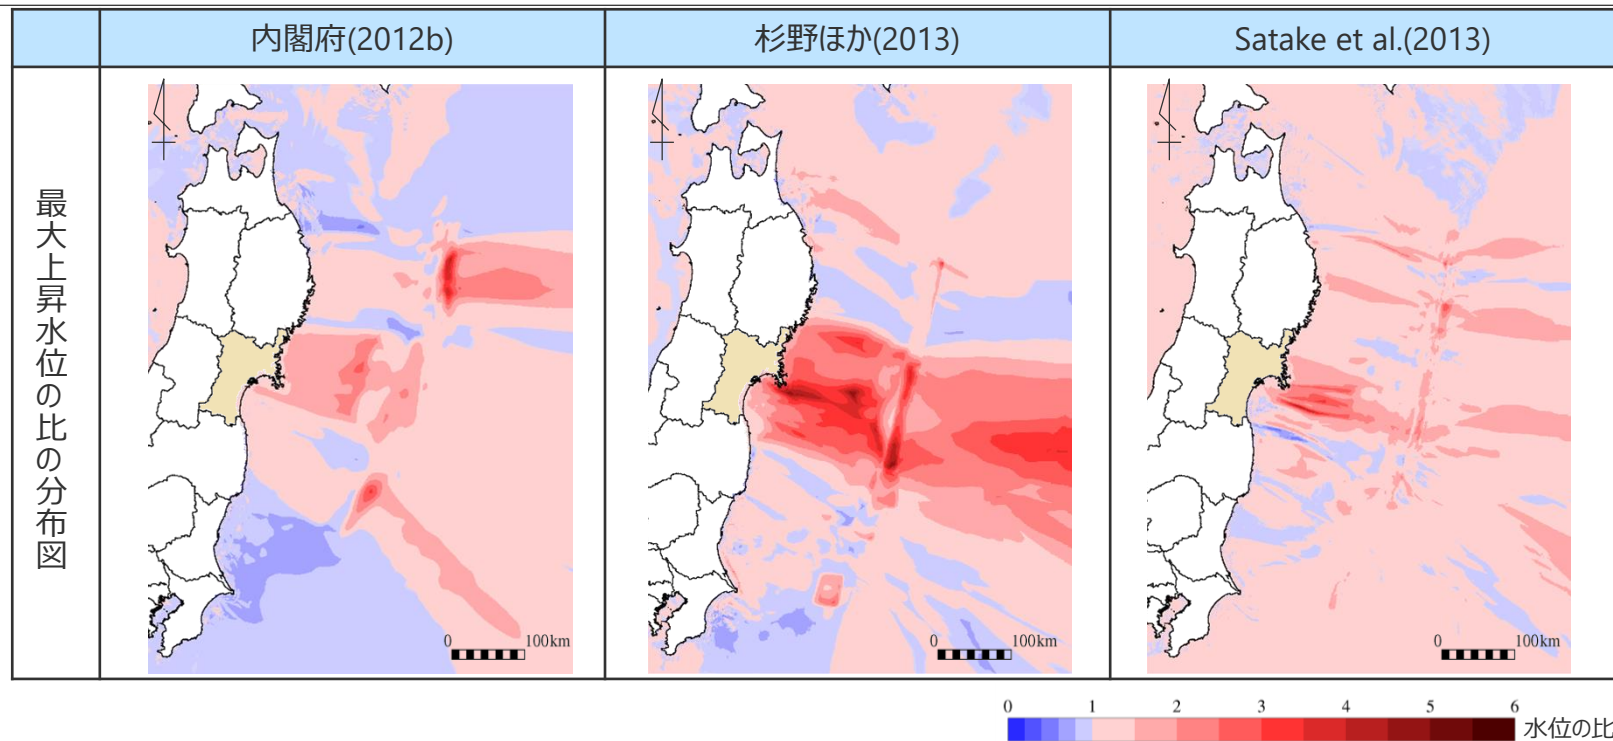 内閣府(2012b)
杉野ほか(2013)
Satake et al.(2013)
最大上昇水位の比の分布図
0 100km
0 100km
0 100km
0 1 2 3 4 5 6
水位の比